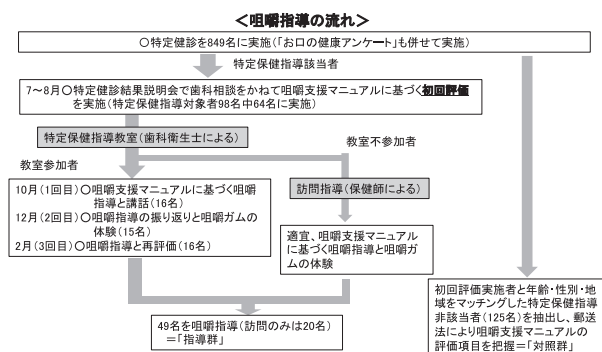 ＜咀嚼指導の流れ＞
○特定健診を849名に実施(｢お口の健康アンケート｣も併せて実施)
特定保健指導該当者
7～8月○特定健診結果説明会で歯科相談をかねて咀嚼支援マニュアルに基づく初回評価
を実施(特定保健指導対象者98名中64名に実施)
特定保健指導教室(歯科衛生士による)
教室不参加者
教室参加者
訪問指導(保健師による)
10月(1回目)○咀嚼支援マニュアルに基づく咀嚼
指導と講話(16名)
12月(2回目)○咀嚼指導の振り返りと咀嚼ガムの
体験(15名)
2月(3回目)○咀嚼指導と再評価(16名)
適宜、咀嚼支援マニュアル
に基づく咀嚼指導と咀嚼ガ
ムの体験
49名を咀嚼指導(訪問のみは20名)
＝｢指導群｣
初回評価実施者と年齢・性別・地
域をマッチングした特定保健指導
非該当者(125名)を抽出し、郵送
法により咀嚼支援マニュアルの
評価項目を把握＝｢対照群｣